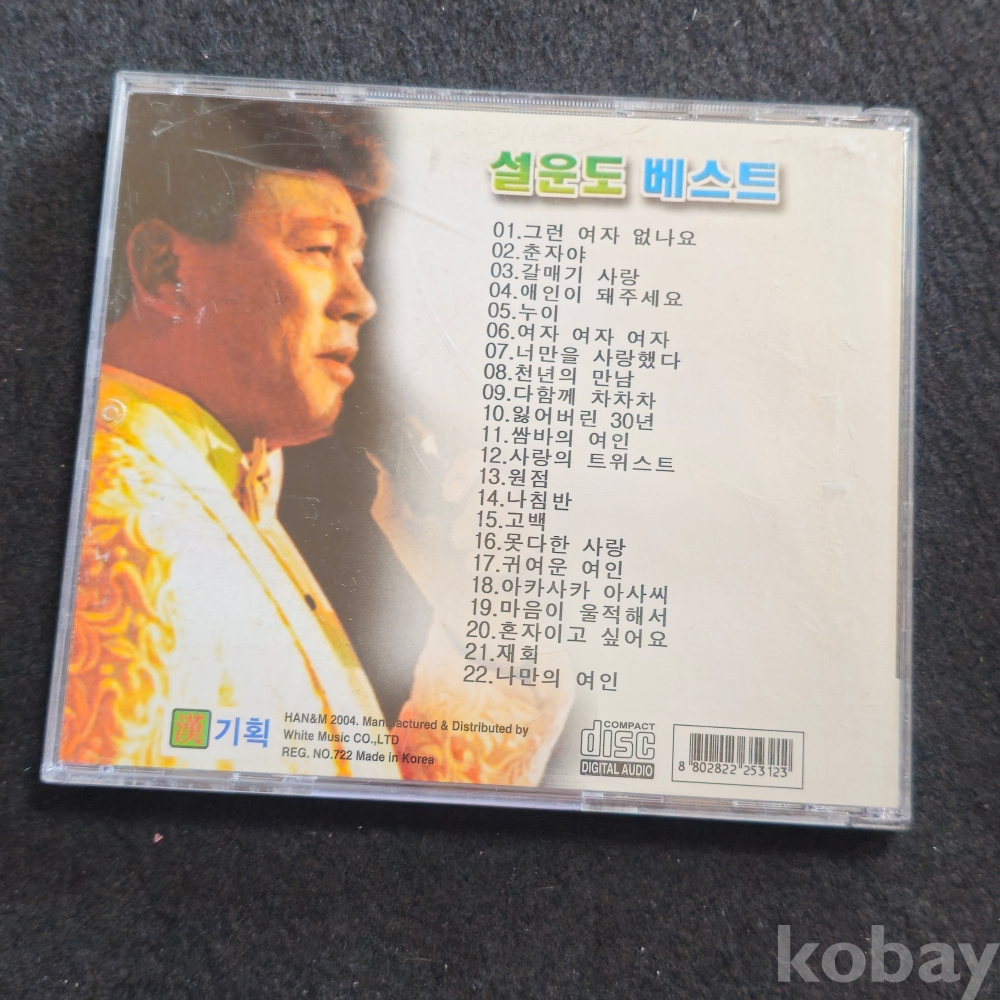 설운도 베스트
01.그런 여자 없나요
02.춘자야
03.갈매기 사랑
04.애인이 돼주세요
05.누이
06.여자 여자 여자
07.너만을 사랑했다
08.천년의 만남
09.다함께 차차차
10.잃어버린 30년
11.쌈바의 여인
12.사랑의 트위스트
13.원점
14.나침반
15.고백
16.못다한 사랑
17.귀여운 여인
18.아카사카 아사씨
19.마음이 울적해서
20.혼자이고 싶어요
21.재회
22.나만의 여인
漢 기획
HAN&M 2004. Manufactured & Distributed by
White Music CO.,LTD
REG. NO.722 Made in Korea
COMPACT
disc
DIGITAL AUDIO
8 802822 253123
kobay